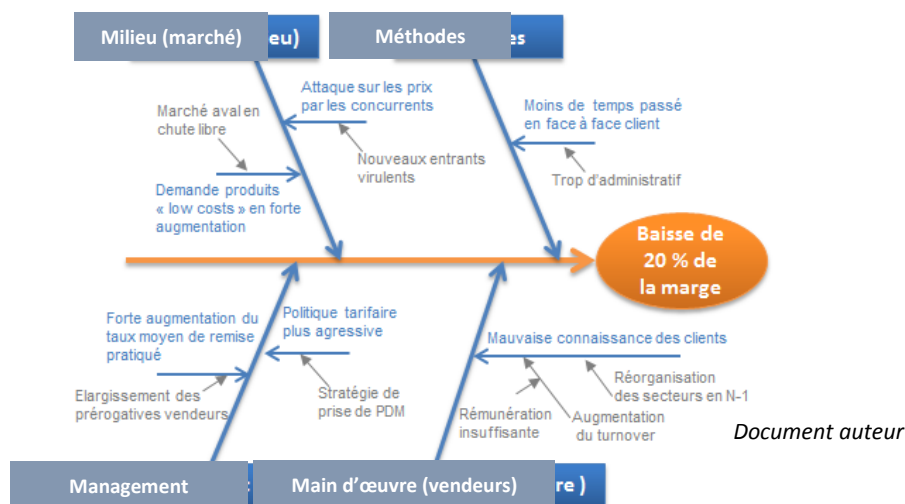 Milieu (marché)
eu)
Méthodes
es
Attaque sur les prix
par les concurrents
Marché aval en
chute libre
Nouveaux entrants
virulents
Demande produits
« low costs » en forte
augmentation
Moins de temps passé
en face à face client
Trop d'administratif
Baisse de
20 % de
la marge
Forte augmentation du
taux moyen de remise
pratiqué
Elargissement des
prérogatives vendeurs
Politique tarifaire
plus agressive
Stratégie de
prise de PDM
Mauvaise connaissance des clients
Réorganisation
des secteurs en N-1
Rémunération
insuffisante
Augmentation
du turnover
Document auteur
Management
Main d'œuvre (vendeurs)
re )